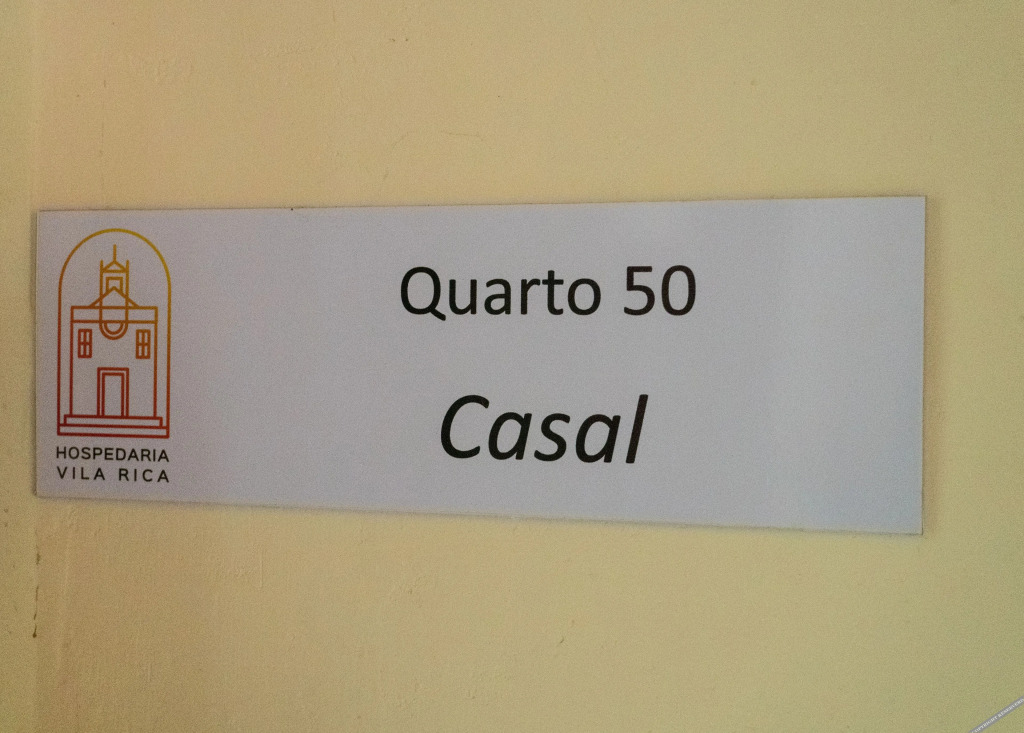 Quarto 50
Casal
HOSPEDARIA
VILA RICA